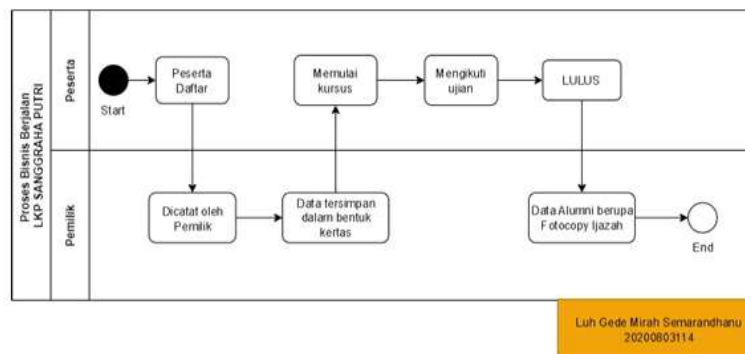 Proses Bisnis Berjalan
LKP SANGGRAHA PUTRI
Peserta
Start
Peserta
Daftar
Memulai
kursus
Mengikuti
ujian
LULUS
Pemilik
Dicatat oleh
Pemilik
Data tersimpan
dalam bentuk
kertas
Data Alumni berupa
Fotocopy Ijazah
End
Luh Gede Mirah Semarandhanu
20200803114